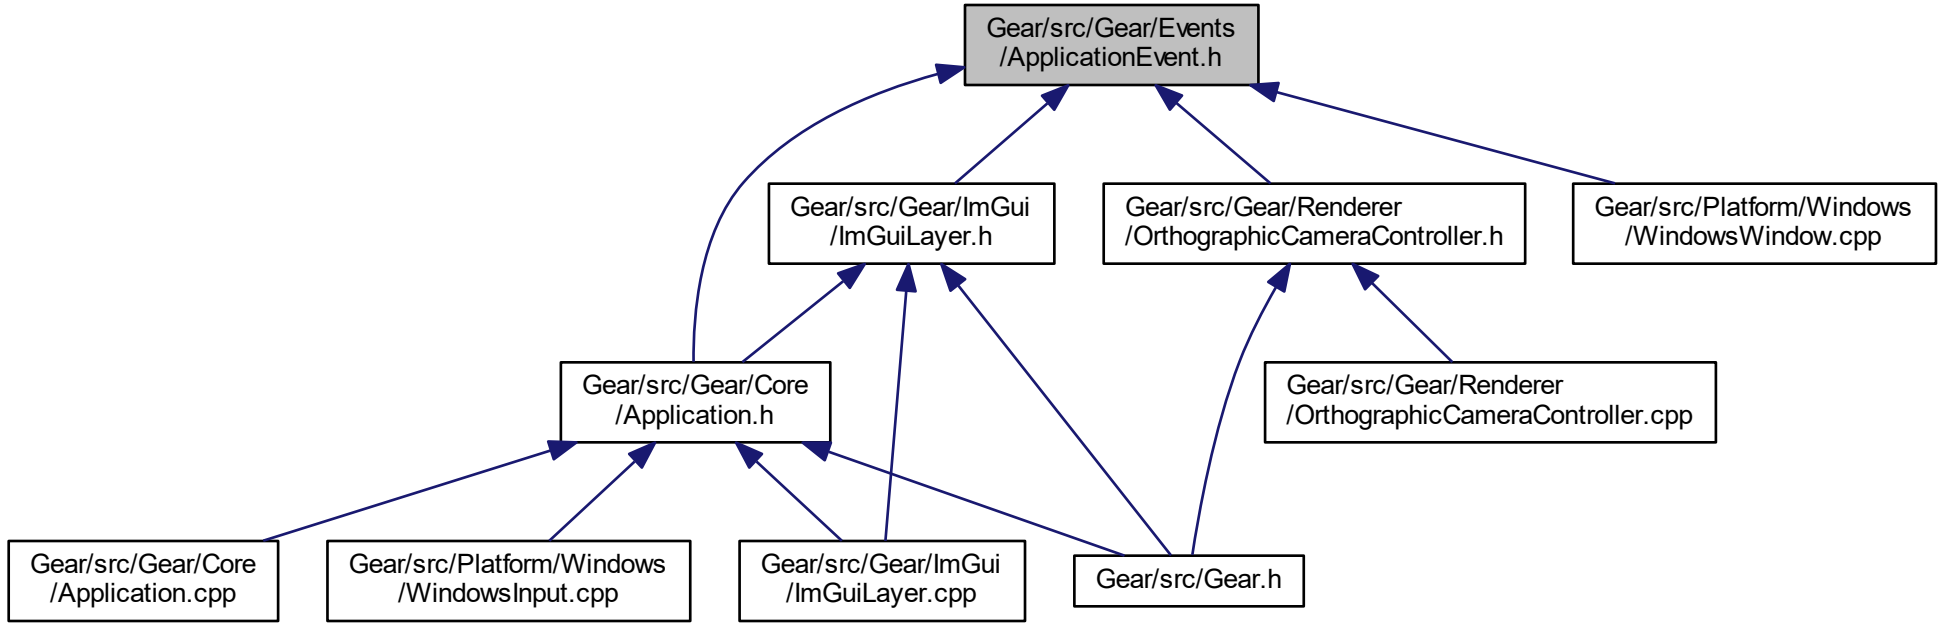 Gear/src/Gear/Events
/ApplicationEvent.h
Gear/src/Gear/ImGui
/ImGuiLayer.h
Gear/src/Gear/Renderer
/OrthographicCameraController.h
Gear/src/Platform/Windows
/WindowsWindow.cpp
Gear/src/Gear/Core
/Application.h
Gear/src/Gear/Renderer
/OrthographicCameraController.cpp
Gear/src/Gear/Core
/Application.cpp
Gear/src/Platform/Windows
/WindowsInput.cpp
Gear/src/Gear/ImGui
/ImGuiLayer.cpp
Gear/src/Gear.h